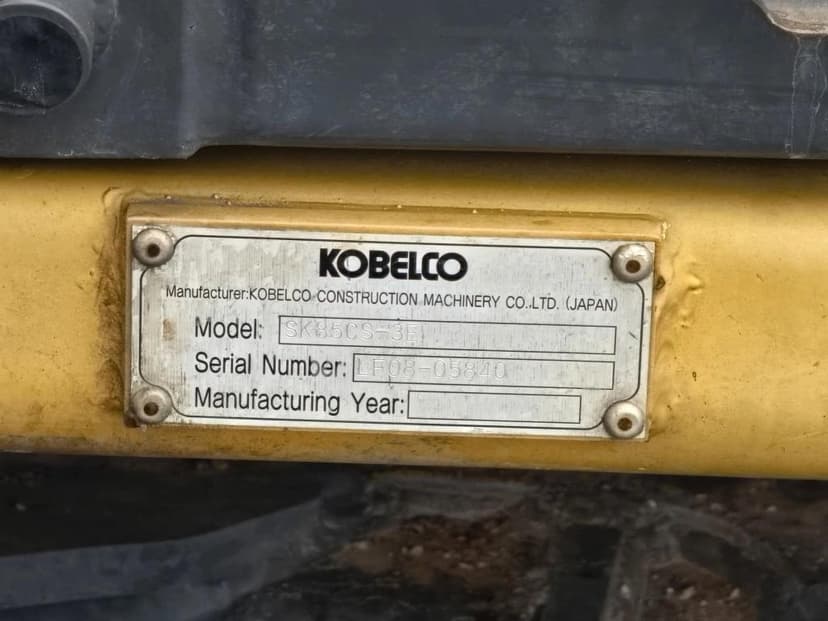 KOBELCO
Manufacturer:KOBELCO CONSTRUCTION MACHINERY CO.,LTD. (JAPAN)
Model: SK85CS-3E
Serial Number: LF08-05840
Manufacturing Year: